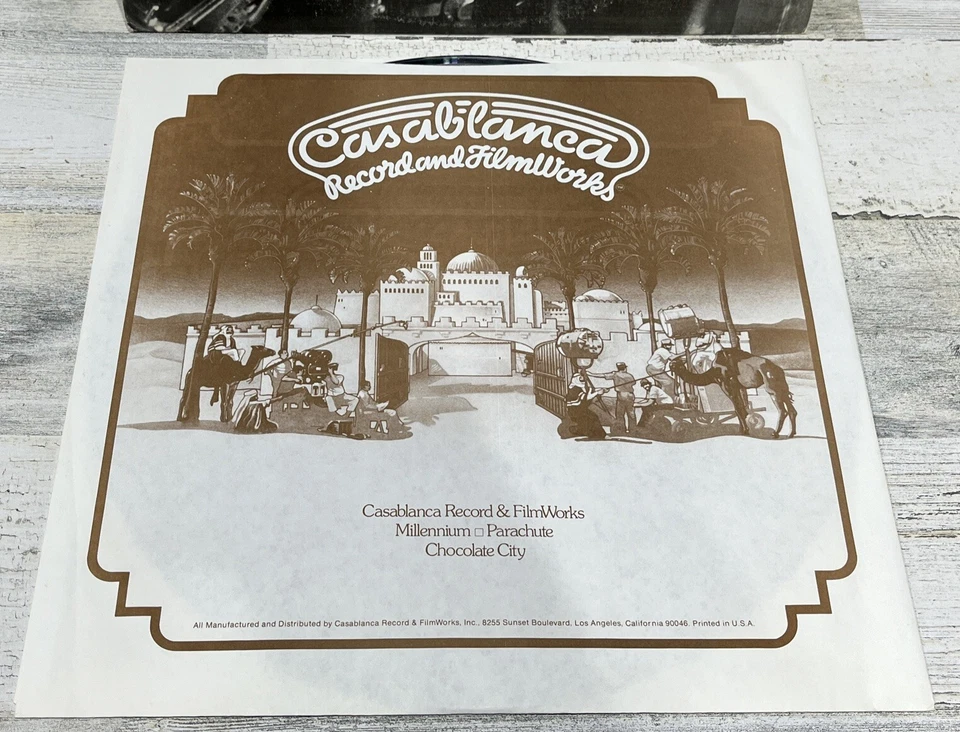 Casablanca
Record and FilmWorks
Casablanca Record & FilmWorks
Millennium □ Parachute
Chocolate City
All Manufactured and Distributed by Casablanca Record & FilmWorks, Inc., 8255 Sunset Boulevard, Los Angeles, California 90046. Printed in U.S.A.